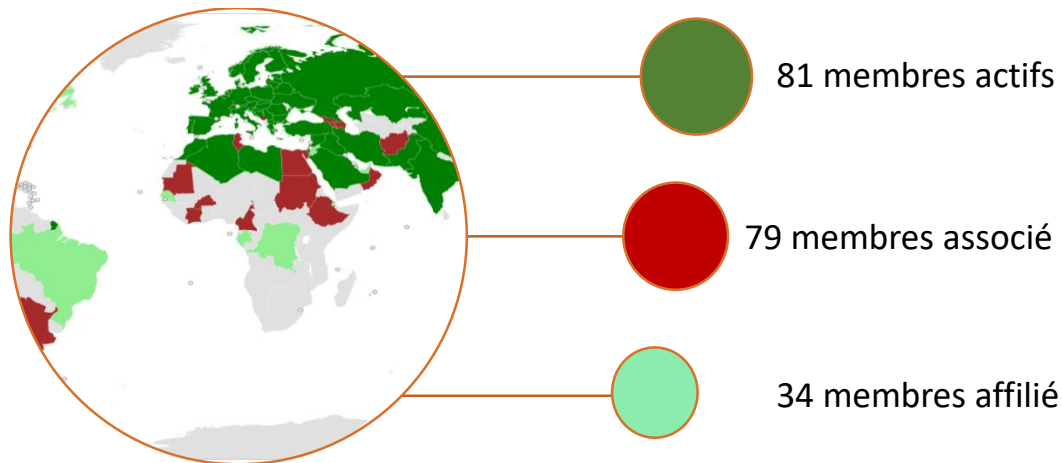 81 membres actifs
79 membres associé
34 membres affilié